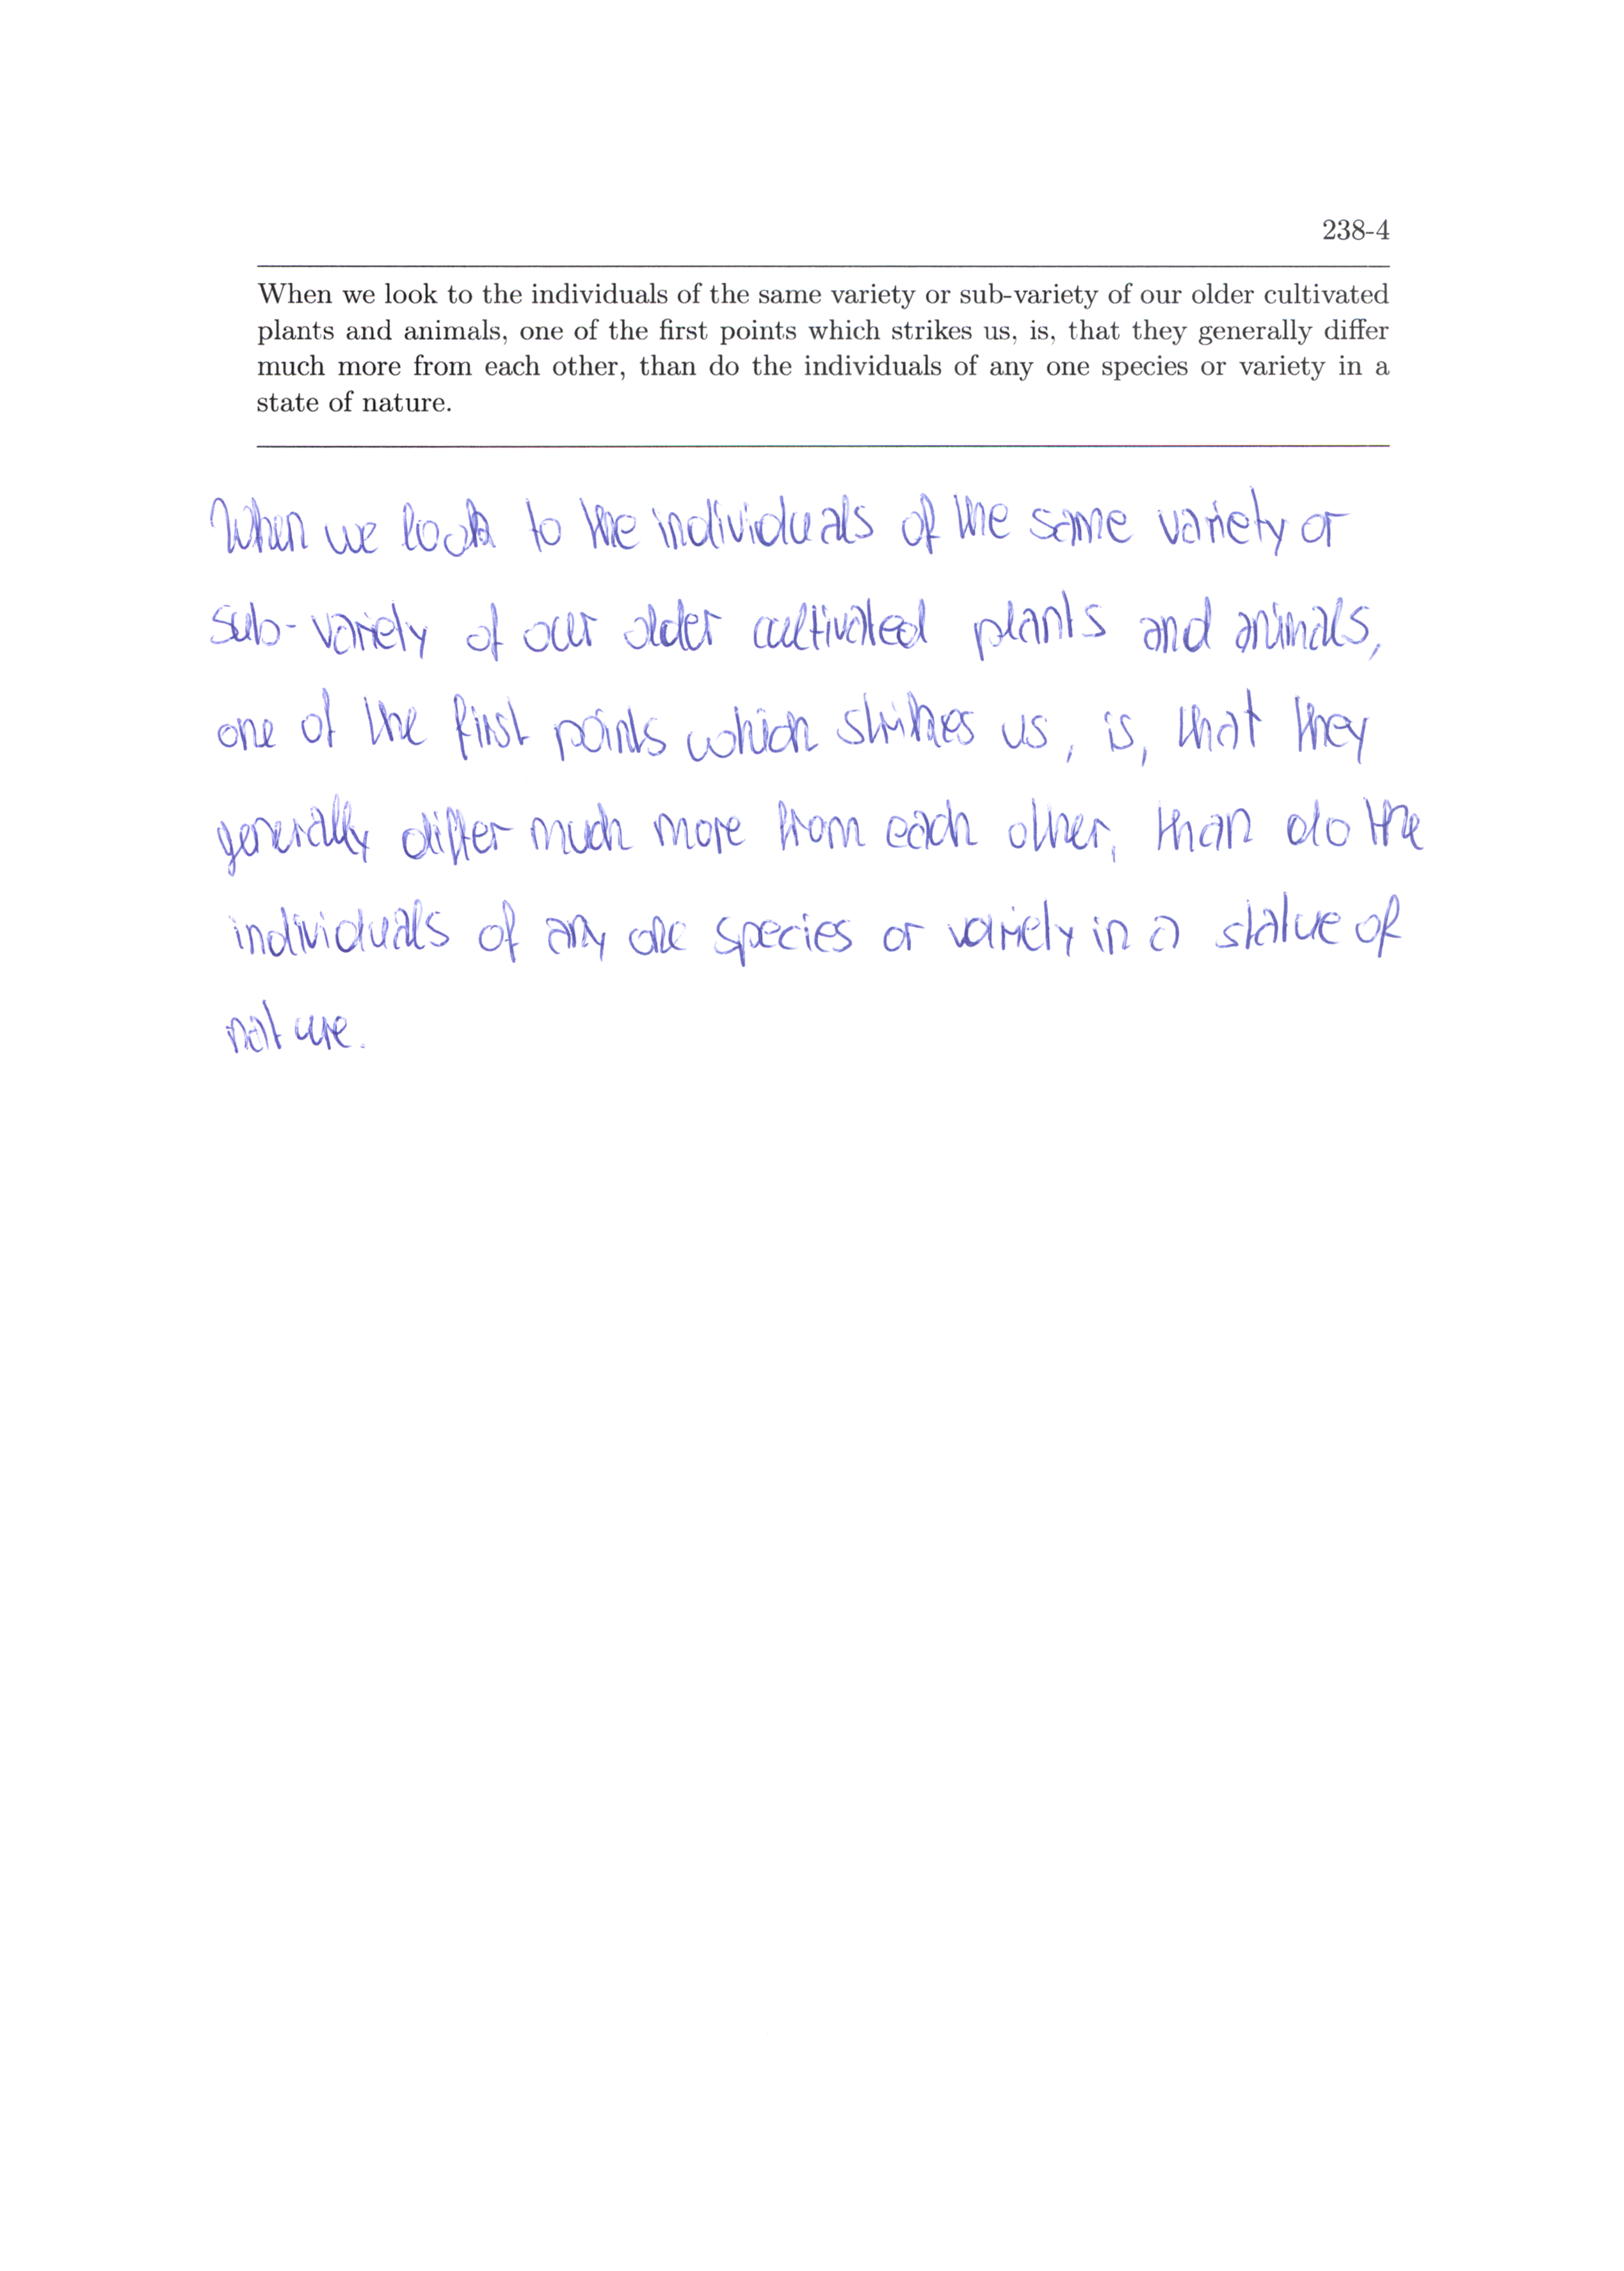 238-4
When we look to the individuals of the same variety or sub-variety of our older cultivated
plants and animals, one of the first points which strikes us, is, that they generally differ
much more from each other, than do the individuals of any one species or variety in a
state of nature.
When we look to the individuals of the same variety or
sub-variety of our older cultivated plants and animals,
one of the first points which strikes us, is, that they
generally differ much more from each other, than do the
individuals of any one species or variety in a statue of
nature.